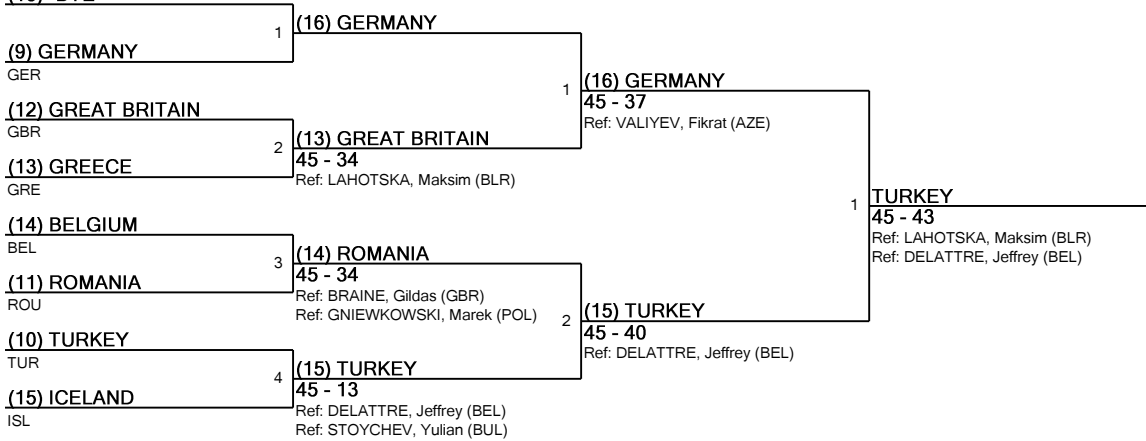 (9) GERMANY
GER
(12) GREAT BRITAIN
GBR
(13) GREECE
GRE
(14) BELGIUM
BEL
(11) ROMANIA
ROU
(10) TURKEY
TUR
(15) ICELAND
ISL
1
(16) GERMANY
2
(13) GREAT BRITAIN
45 - 34
Ref: LAHOTSKA, Maksim (BLR)
3
(14) ROMANIA
45 - 34
Ref: BRAINE, Gildas (GBR)
Ref: GNIEWKOWSKI, Marek (POL)
4
(15) TURKEY
45 - 13
Ref: DELATTRE, Jeffrey (BEL)
Ref: STOYCHEV, Yulian (BUL)
1
(16) GERMANY
45 - 37
Ref: VALIYEV, Fikrat (AZE)
2
(15) TURKEY
45 - 40
Ref: DELATTRE, Jeffrey (BEL)
1
TURKEY
45 - 43
Ref: LAHOTSKA, Maksim (BLR)
Ref: DELATTRE, Jeffrey (BEL)